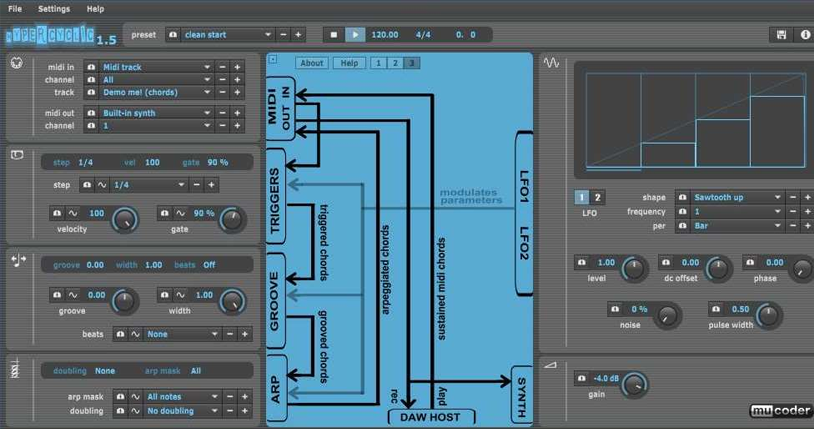 File Settings Help
HYPERCYCLIC 1.5
preset clean start 120.00 4/4 0. 0
midi in Midi track
channel All
track Demo me! (chords)
midi out Built-in synth
channel 1
step 1/4 vel 100 gate 90 %
step 1/4
100 90 %
velocity gate
groove 0.00 width 1.00 beats Off
0.00 1.00
groove width
beats None
doubling None arp mask All
arp mask All notes
doubling No doubling
About Help 1 2 3
MIDI
OUT IN
TRIGGERS
GROOVE
ARP
triggered chords
grooved chords
arpeggiated chords
sustained midi chords
modulates
parameters
LFO1 LFO2
rec
play
DAW HOST
SYNTH
1 2
LFO
shape Sawtooth up
frequency 1
per Bar
1.00 0.00 0.00
level dc offset phase
0 % 0.50
noise pulse width
-4.0 dB
gain
mucoder